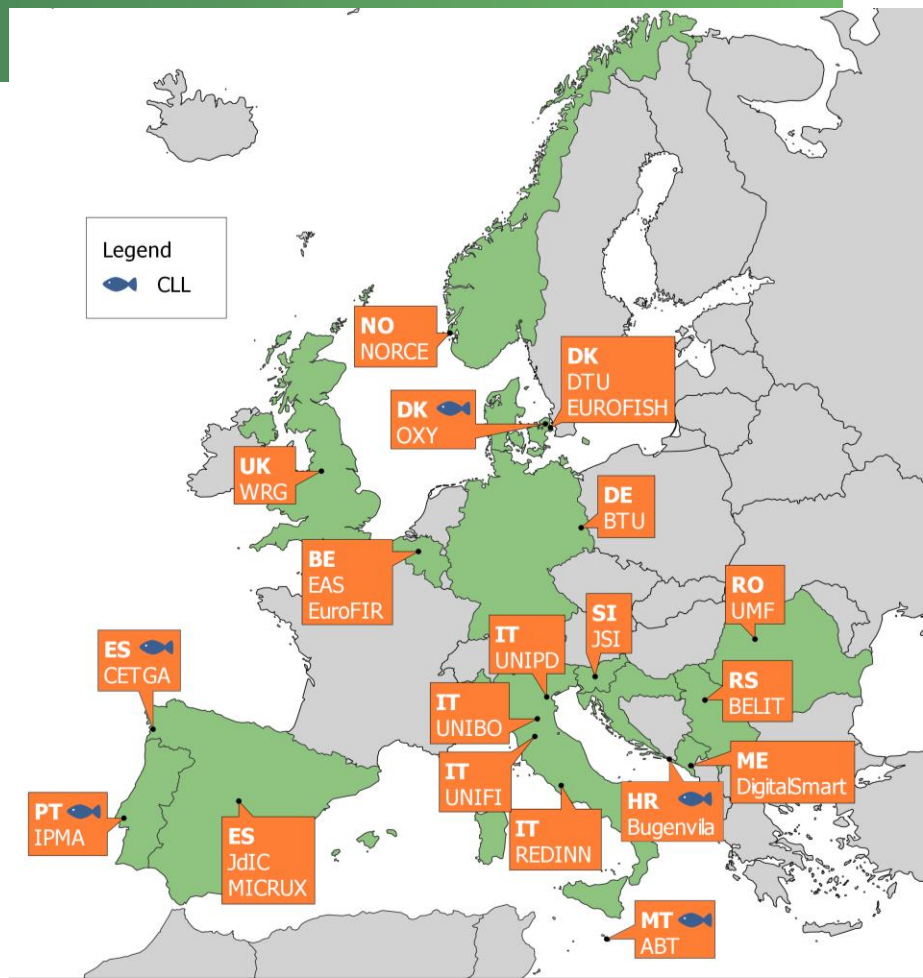 Legend
CLL
NO
NORCE
DK
DTU
EUROFISH
DK
OXY
UK
WRG
DE
BTU
BE
EAS
EuroFIR
RO
UMF
SI
JSI
IT
UNIPD
ES
CETGA
RS
BELIT
IT
UNIBO
ME
DigitalSmart
IT
UNIFI
HR
Bugenvila
PT
IPMA
ES
JdIC
MICRUX
IT
REDINN
MT
ABT